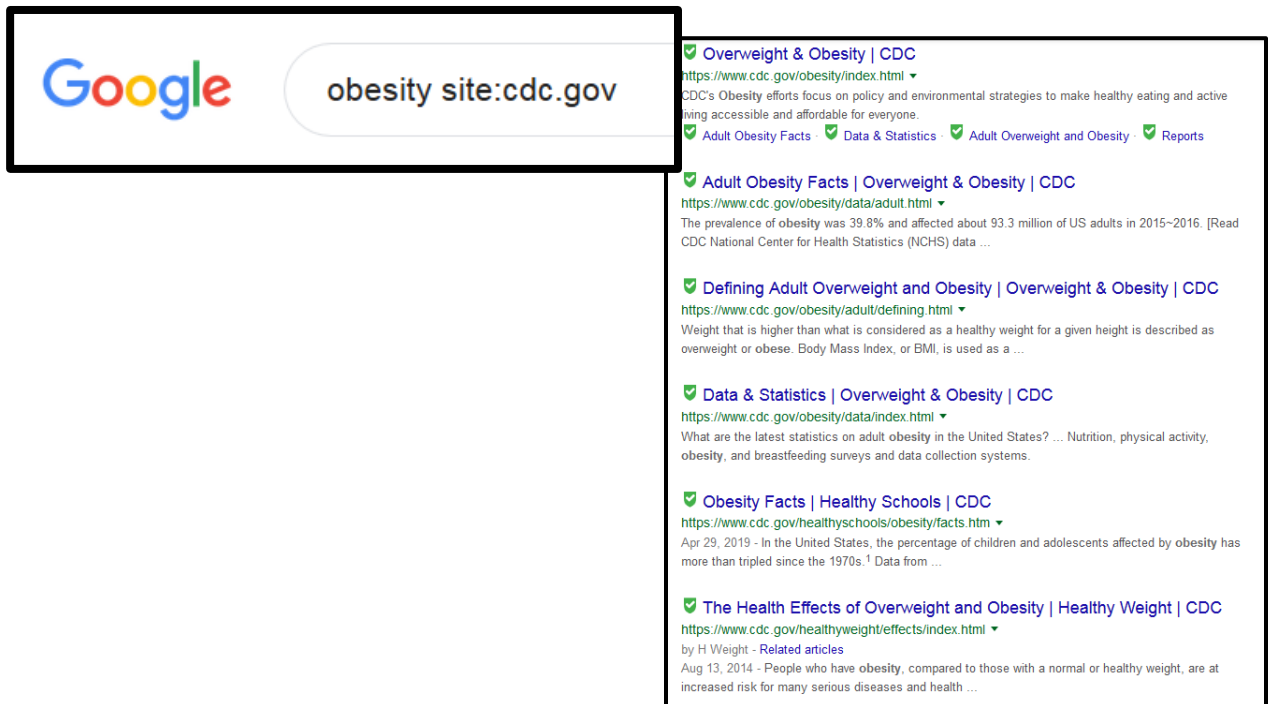 Google
obesity site:cdc.gov
Overweight & Obesity | CDC
https://www.cdc.gov/obesity/index.html
CDC's Obesity efforts focus on policy and environmental strategies to make healthy eating and active
living accessible and affordable for everyone.
Adult Obesity Facts · Data & Statistics · Adult Overweight and Obesity · Reports
Adult Obesity Facts | Overweight & Obesity | CDC
https://www.cdc.gov/obesity/data/adult.html
The prevalence of obesity was 39.8% and affected about 93.3 million of US adults in 2015~2016. [Read
CDC National Center for Health Statistics (NCHS) data ...
Defining Adult Overweight and Obesity | Overweight & Obesity | CDC
https://www.cdc.gov/obesity/adult/defining.html
Weight that is higher than what is considered as a healthy weight for a given height is described as
overweight or obese. Body Mass Index, or BMI, is used as a ...
Data & Statistics | Overweight & Obesity | CDC
https://www.cdc.gov/obesity/data/index.html
What are the latest statistics on adult obesity in the United States? ... Nutrition, physical activity,
obesity, and breastfeeding surveys and data collection systems.
Obesity Facts | Healthy Schools | CDC
https://www.cdc.gov/healthyschools/obesity/facts.htm
Apr 29, 2019 - In the United States, the percentage of children and adolescents affected by obesity has
more than tripled since the 1970s.1 Data from ...
The Health Effects of Overweight and Obesity | Healthy Weight | CDC
https://www.cdc.gov/healthyweight/effects/index.html
by H Weight - Related articles
Aug 13, 2014 - People who have obesity, compared to those with a normal or healthy weight, are at
increased risk for many serious diseases and health ...